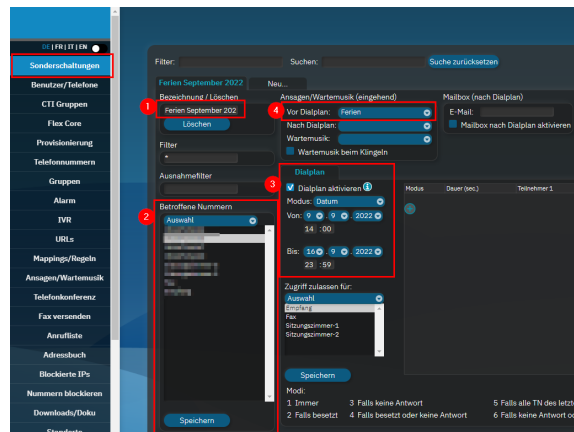 DE | FR | IT | EN
Sonderschaltungen
Benutzer/Telefone
CTI Gruppen
Flex Core
Provisionierung
Telefonnummern
Gruppen
Alarm
IVR
URLs
Mappings/Regeln
Ansagen/Wartemusik
Telefonkonferenz
Fax versenden
Anrufliste
Adressbuch
Blockierte IPs
Nummern blockieren
Downloads/Doku
Standorte
Filter:
Suchen:
Suche zurücksetzen
Ferien September 2022
Neu...
1
Bezeichnung / Löschen
Ferien September 202
Löschen
Filter
*
Ausnahmefilter
2
Betroffene Nummern
Auswahl
Speichern
Ansagen/Wartemusik (eingehend)
4
Vor Dialplan: Ferien
Nach Dialplan:
Wartemusik:
Wartemusik beim Klingeln
Mailbox (nach Dialplan)
E-Mail:
Mailbox nach Dialplan aktivieren
3
Dialplan
Dialplan aktivieren
Modus: Datum
Von: 9 . 9 . 2022
14 :00
Bis: 16 . 9 . 2022
23 :59
Modus
Dauer (sec.)
Teilnehmer 1
Zugriff zulassen für:
Auswahl
Empfang
Fax
Sitzungszimmer-1
Sitzungszimmer-2
Speichern
Modi:
1 Immer 3 Falls keine Antwort 5 Falls alle TN des letzt
2 Falls besetzt 4 Falls besetzt oder keine Antwort 6 Falls keine Antwort od